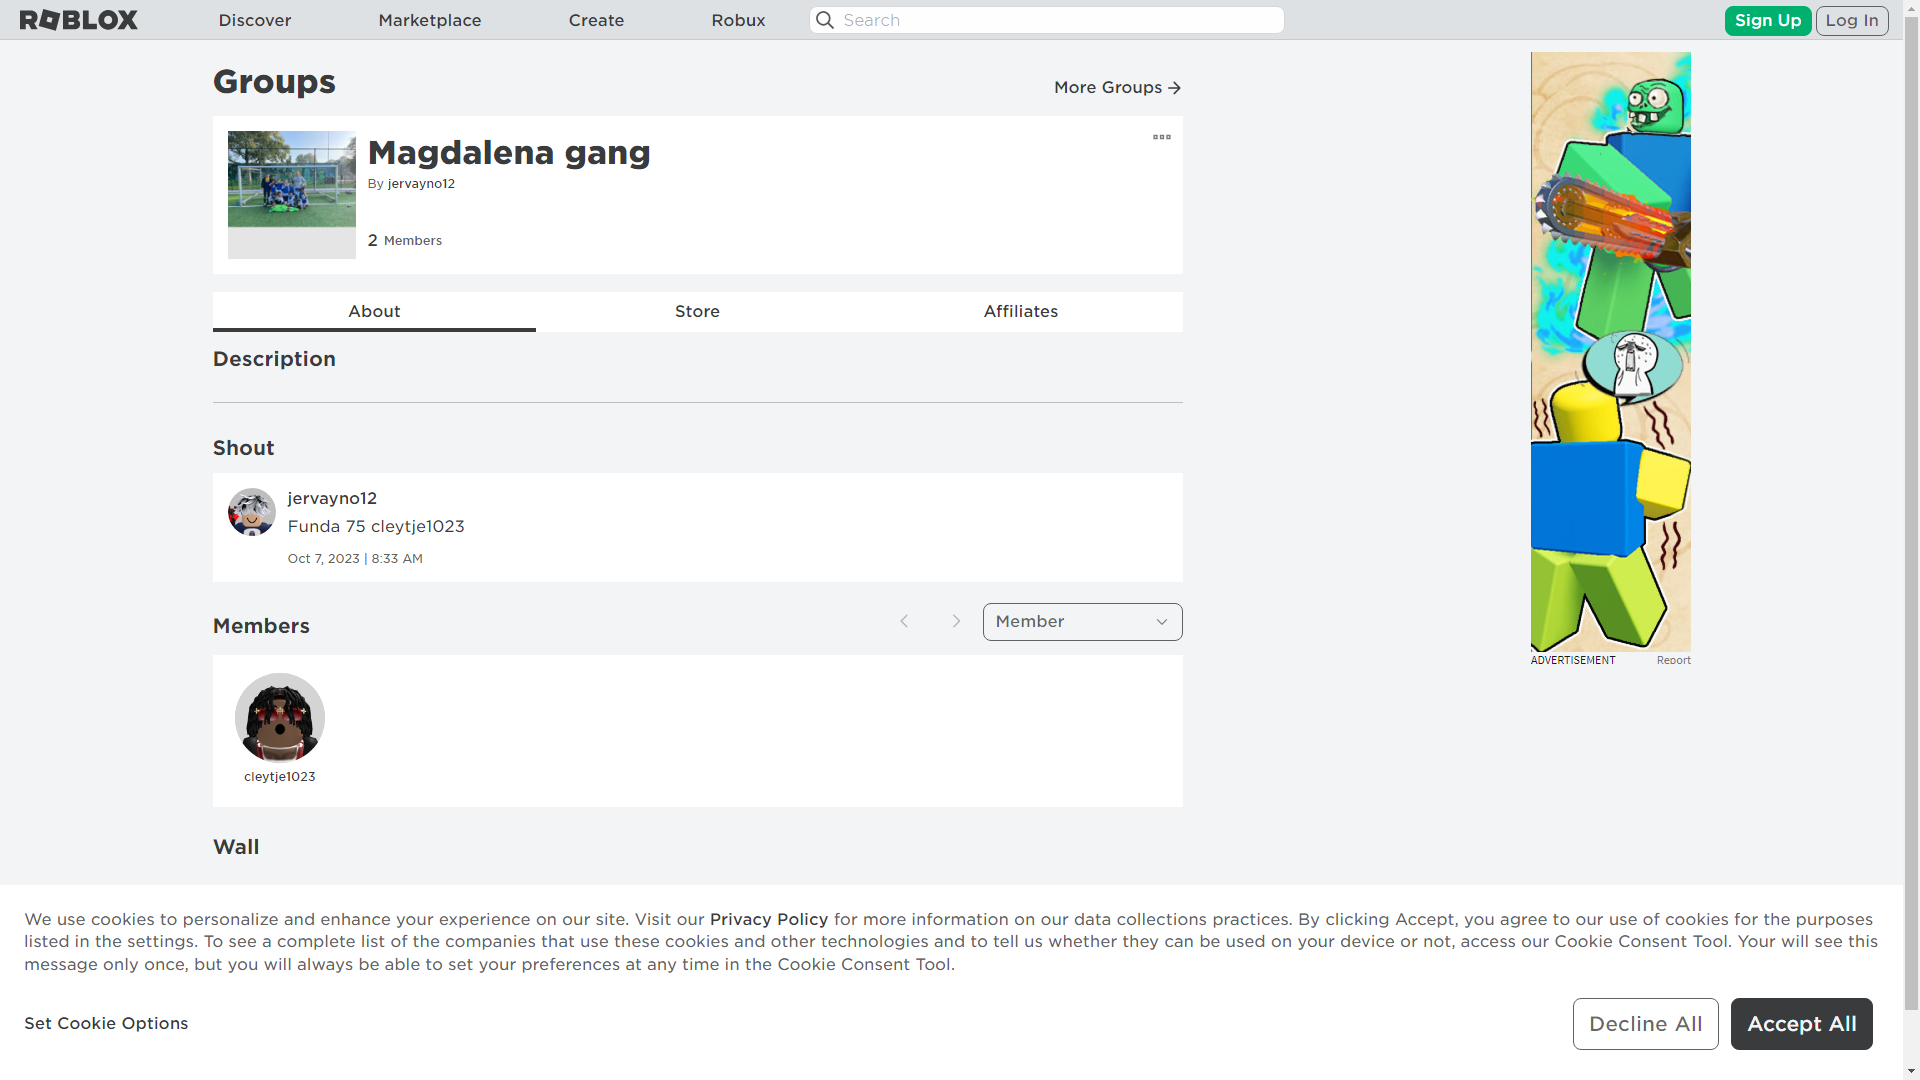 ROBLOX
Discover
Marketplace
Create
Robux
Search
Sign Up
Log In
Groups
More Groups
Magdalena gang
By jervayno12
2 Members
About
Store
Affiliates
Description
Shout
jervayno12
Funda 75 cleytje1023
Oct 7, 2023 | 8:33 AM
Members
Member
cleytje1023
Wall
ADVERTISEMENT
Report
We use cookies to personalize and enhance your experience on our site. Visit our Privacy Policy for more information on our data collections practices. By clicking Accept, you agree to our use of cookies for the purposes
listed in the settings. To see a complete list of the companies that use these cookies and other technologies and to tell us whether they can be used on your device or not, access our Cookie Consent Tool. Your will see this
message only once, but you will always be able to set your preferences at any time in the Cookie Consent Tool.
Set Cookie Options
Decline All
Accept All